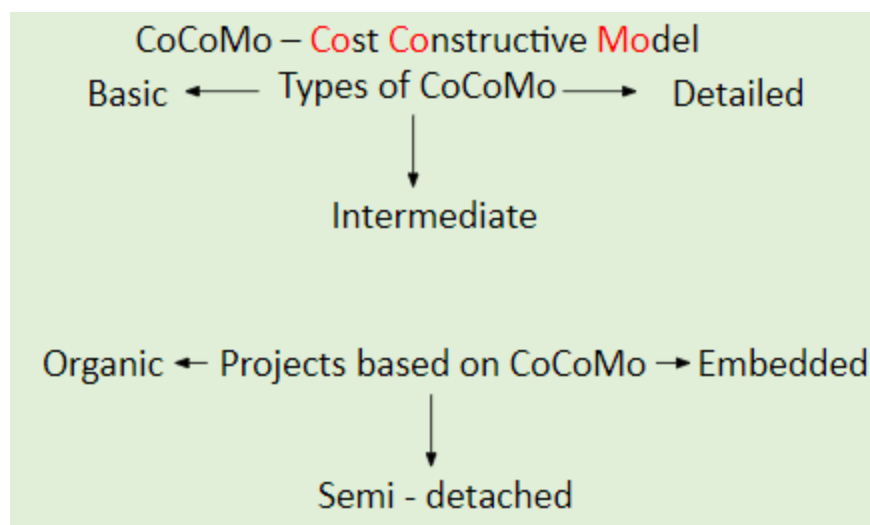 CoCoMo – Cost Constructive Model
Basic Types of CoCoMo Detailed
Intermediate
Organic Projects based on CoCoMo Embedded
Semi - detached